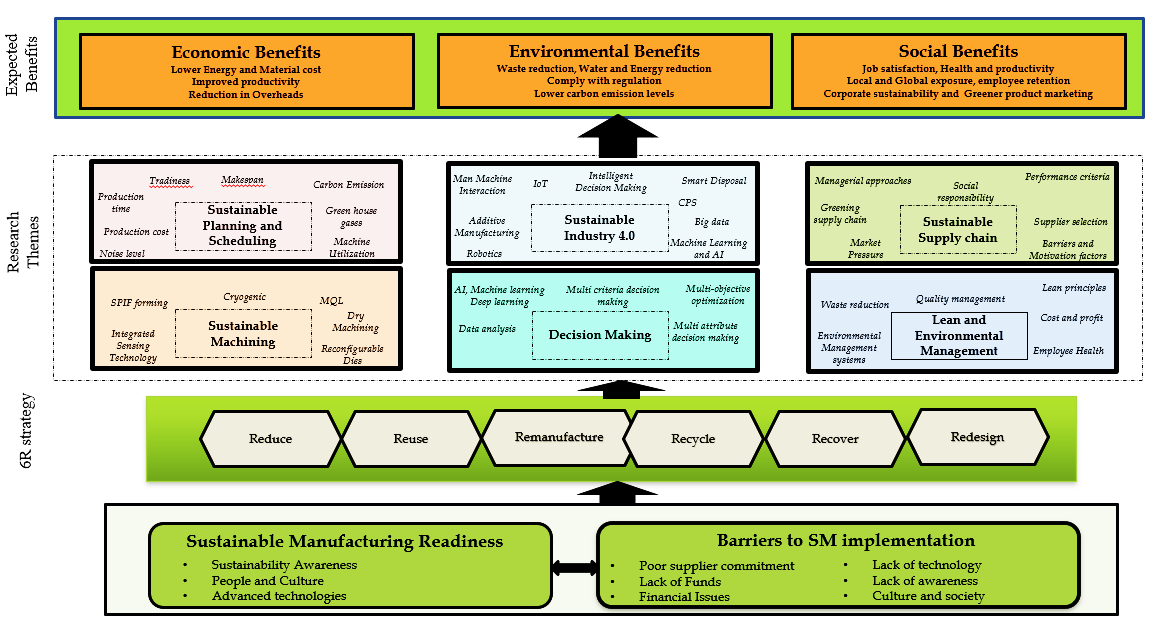 Expected
Benefits
Economic Benefits
Lower Energy and Material cost
Improved productivity
Reduction in Overheads
Environmental Benefits
Waste reduction, Water and Energy reduction
Comply with regulation
Lower carbon emission levels
Social Benefits
Job satisfaction, Health and productivity
Local and Global exposure, employee retention
Corporate sustainability and Greener product marketing
Research
Themes
Tradiness
Makespan
Carbon Emission
Production
time
Green house
gases
Production cost
Machine
Utilization
Noise level
Sustainable
Planning and
Scheduling
Man Machine
Interaction
IoT
Intelligent
Decision Making
Smart Disposal
CPS
Additive
Manufacturing
Big data
Robotics
Machine Learning
and AI
Sustainable
Industry 4.0
Managerial approaches
Social
responsibility
Performance criteria
Greening
supply chain
Supplier selection
Market
Pressure
Barriers and
Motivation factors
Sustainable
Supply chain
SPIF forming
Cryogenic
MQL
Dry
Machining
Integrated
Sensing
Technology
Reconfigurable
Dies
Sustainable
Machining
AI, Machine learning
Deep learning
Multi criteria decision
making
Multi-objective
optimization
Data analysis
Multi attribute
decision making
Decision Making
Waste reduction
Quality management
Lean principles
Cost and profit
Environmental
Management
systems
Employee Health
Lean and
Environmental
Management
6R strategy
Reduce
Reuse
Remanufacture
Recycle
Recover
Redesign
Sustainable Manufacturing Readiness
• Sustainability Awareness
• People and Culture
• Advanced technologies
Barriers to SM implementation
• Poor supplier commitment
• Lack of Funds
• Financial Issues
• Lack of technology
• Lack of awareness
• Culture and society